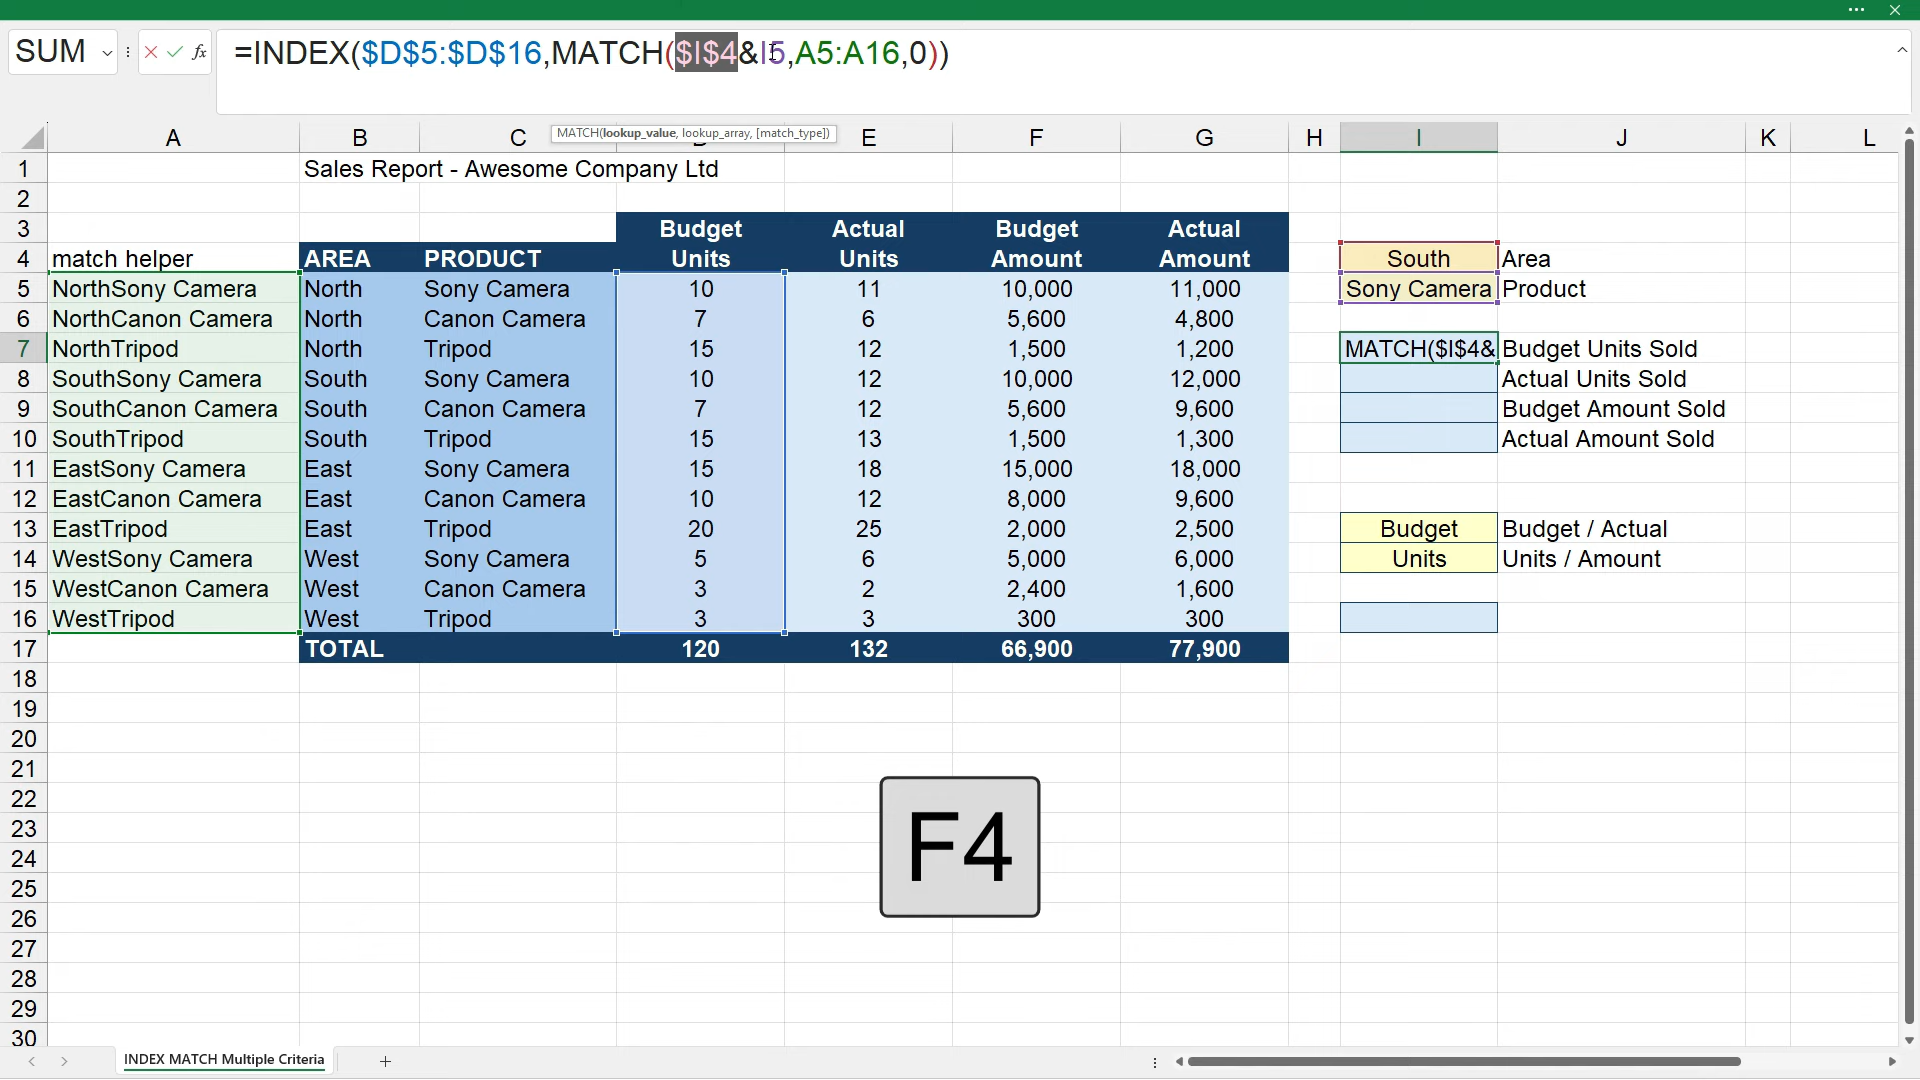 SUM
=INDEX($D$5:$D$16,MATCH($I$4&I5,A5:A16,0))
MATCH(lookup_value, lookup_array, [match_type])
A B C E F G H I J K L
1 Sales Report - Awesome Company Ltd
2
3 Budget Actual Budget Actual
4 match helper AREA PRODUCT Units Units Amount Amount South Area
5 NorthSony Camera North Sony Camera 10 11 10,000 11,000 Sony Camera Product
6 NorthCanon Camera North Canon Camera 7 6 5,600 4,800
7 NorthTripod North Tripod 15 12 1,500 1,200 MATCH($I$4& Budget Units Sold
8 SouthSony Camera South Sony Camera 10 12 10,000 12,000 Actual Units Sold
9 SouthCanon Camera South Canon Camera 7 12 5,600 9,600 Budget Amount Sold
10 SouthTripod South Tripod 15 13 1,500 1,300 Actual Amount Sold
11 EastSony Camera East Sony Camera 15 18 15,000 18,000
12 EastCanon Camera East Canon Camera 10 12 8,000 9,600
13 EastTripod East Tripod 20 25 2,000 2,500 Budget Budget / Actual
14 WestSony Camera West Sony Camera 5 6 5,000 6,000 Units Units / Amount
15 WestCanon Camera West Canon Camera 3 2 2,400 1,600
16 WestTripod West Tripod 3 3 300 300
17 TOTAL 120 132 66,900 77,900
18
19
20
21
22
23
24
25
26
27
28
29
30
F4
INDEX MATCH Multiple Criteria